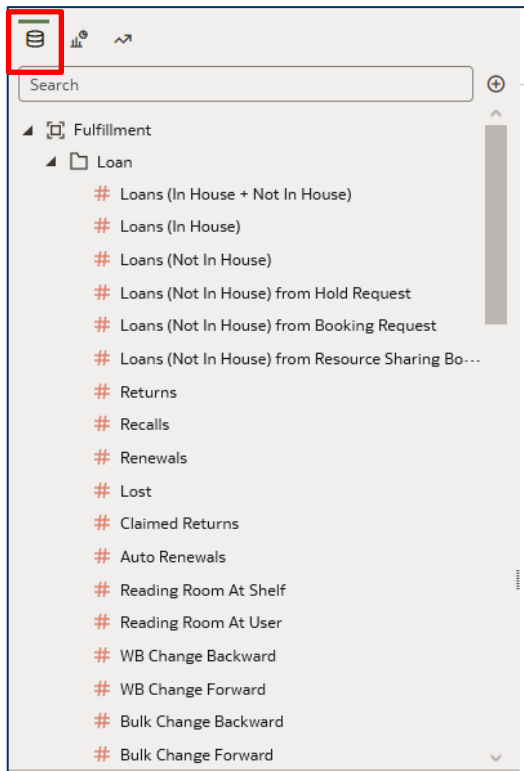 Search
Fulfillment
Loan
# Loans (In House + Not In House)
# Loans (In House)
# Loans (Not In House)
# Loans (Not In House) from Hold Request
# Loans (Not In House) from Booking Request
# Loans (Not In House) from Resource Sharing Bo...
# Returns
# Recalls
# Renewals
# Lost
# Claimed Returns
# Auto Renewals
# Reading Room At Shelf
# Reading Room At User
# WB Change Backward
# WB Change Forward
# Bulk Change Backward
# Bulk Change Forward